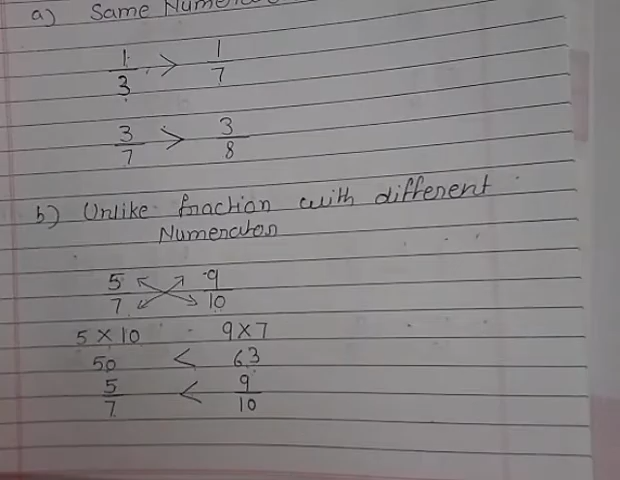 a) Same
1/3 > 1/7
3/7 > 3/8
b) Unlike fraction with different
Numerator
5/7 9/10
5 × 10 9 × 7
50 < 63
5/7 < 9/10